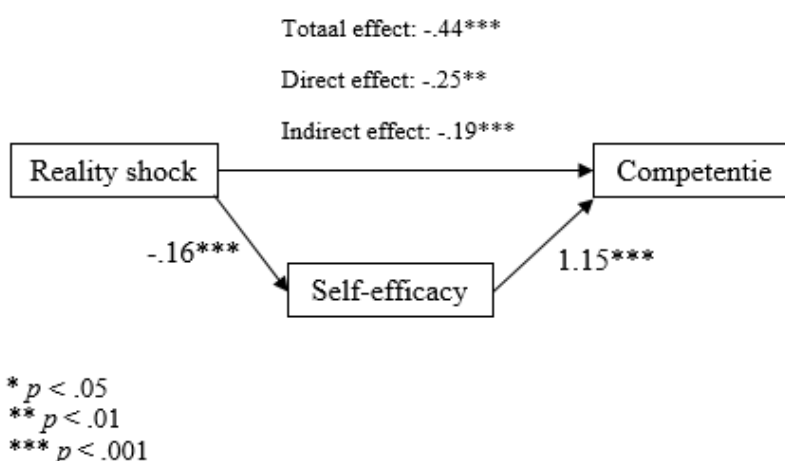 Totaal effect: -.44***
Direct effect: -.25**
Indirect effect: -.19***
Reality shock
Competentie
-.16***
1.15***
Self-efficacy
* p < .05
** p < .01
*** p < .001